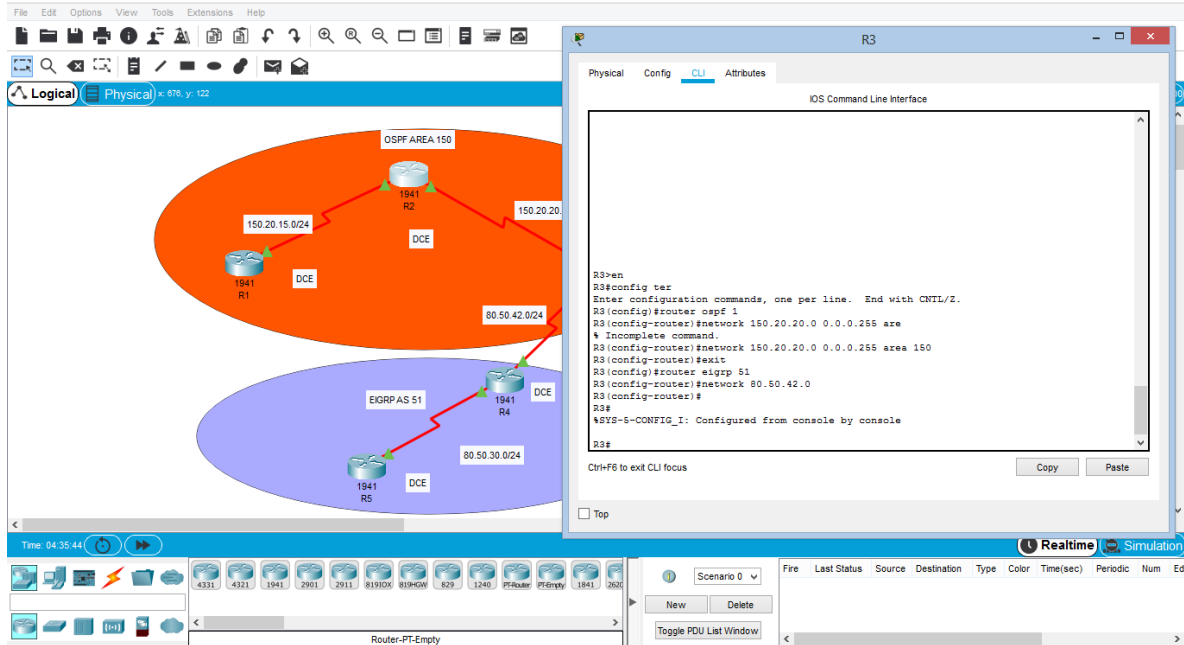 File Edit Options View Tools Extensions Help
Logical
Physical
x: 676, y: 122
OSPF AREA 150
1941
R2
150.20.15.0/24
150.20.20.
DCE
1941
R1
DCE
80.50.42.0/24
EIGRP AS 51
1941
R4
DCE
80.50.30.0/24
1941
R5
DCE
R3
Physical Config CLI Attributes
IOS Command Line Interface
R3>en
R3#config ter
Enter configuration commands, one per line. End with CNTL/Z.
R3(config)#router ospf 1
R3(config-router)#network 150.20.20.0 0.0.0.255 are
% Incomplete command.
R3(config-router)#network 150.20.20.0 0.0.0.255 area 150
R3(config-router)#exit
R3(config)#router eigrp 51
R3(config-router)#network 80.50.42.0
R3(config-router)#
R3#
%SYS-5-CONFIG_I: Configured from console by console
R3#
Ctrl+F6 to exit CLI focus
Copy
Paste
Top
Time: 04:35:44
Realtime
Simulation
4331 4321 1941 2901 2911 819IOX 819HGW 829 1240 PT-Router PT-Empty 1841 2620
Router-PT-Empty
Scenario 0
New
Delete
Toggle PDU List Window
Fire Last Status Source Destination Type Color Time(sec) Periodic Num Ed